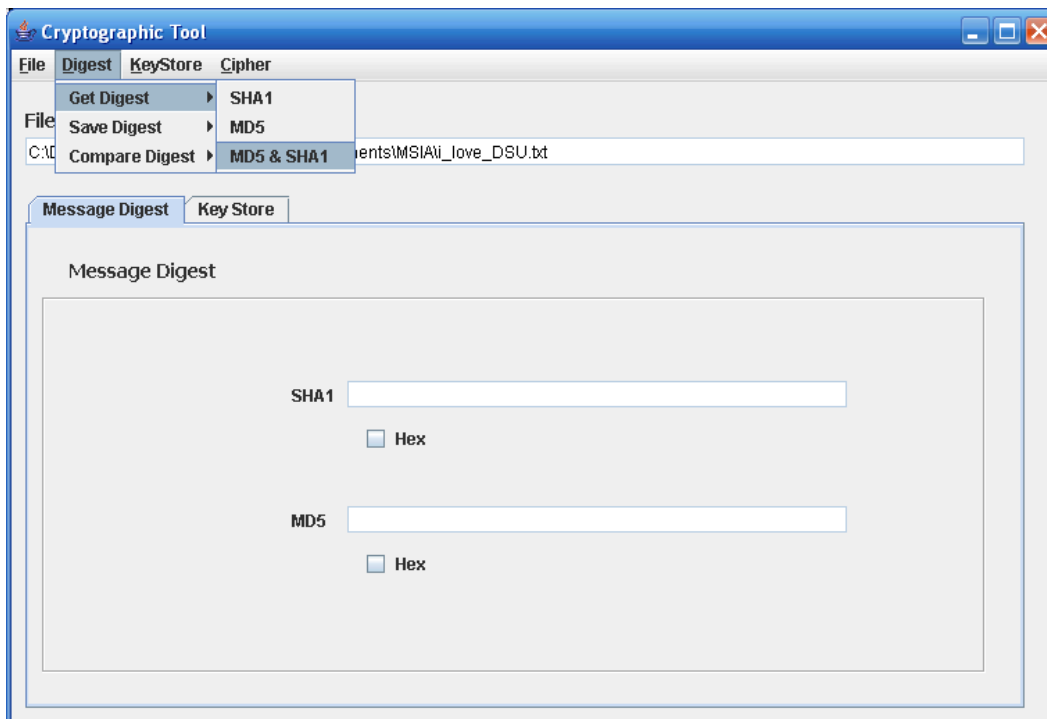 Cryptographic Tool
File Digest KeyStore Cipher
Get Digest SHA1
File
Save Digest MD5
Compare Digest MD5 & SHA1
C:\ ents\MSIA\i_love_DSU.txt
Message Digest Key Store
Message Digest
SHA1
Hex
MD5
Hex